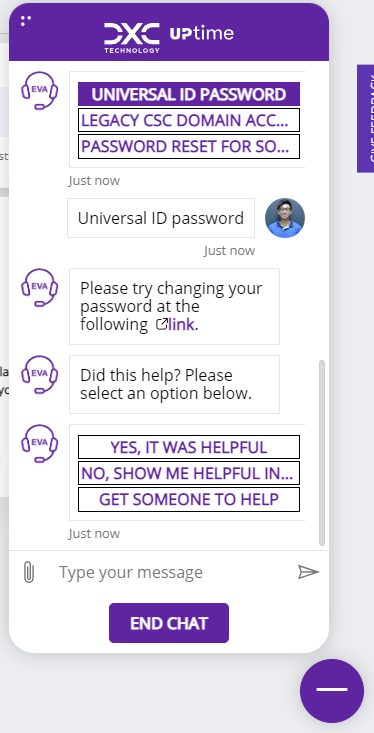 DXC UPtime
TECHNOLOGY
EVA
UNIVERSAL ID PASSWORD
LEGACY CSC DOMAIN ACC...
PASSWORD RESET FOR SO...
Just now
Universal ID password
Just now
EVA
Please try changing your
password at the
following link.
EVA
Did this help? Please
select an option below.
EVA
YES, IT WAS HELPFUL
NO, SHOW ME HELPFUL IN...
GET SOMEONE TO HELP
Just now
Type your message
END CHAT
GIVE FEEDBACK